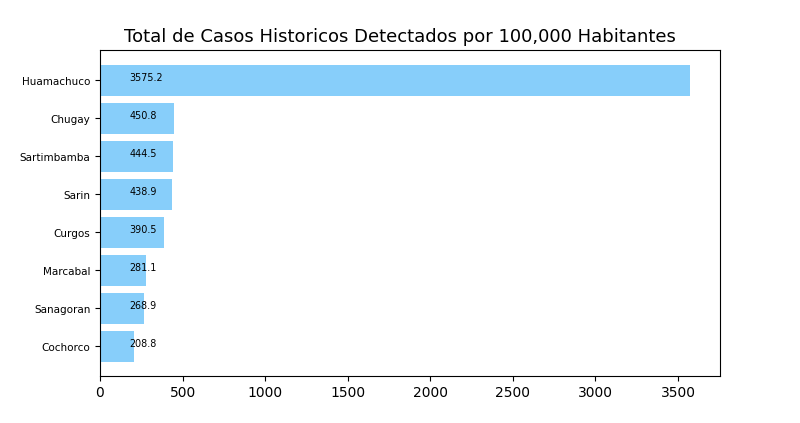 Total de Casos Historicos Detectados por 100,000 Habitantes
Huamachuco 3575.2
Chugay 450.8
Sartimbamba 444.5
Sarin 438.9
Curgos 390.5
Marcabal 281.1
Sanagoran 268.9
Cochorco 208.8
0 500 1000 1500 2000 2500 3000 3500